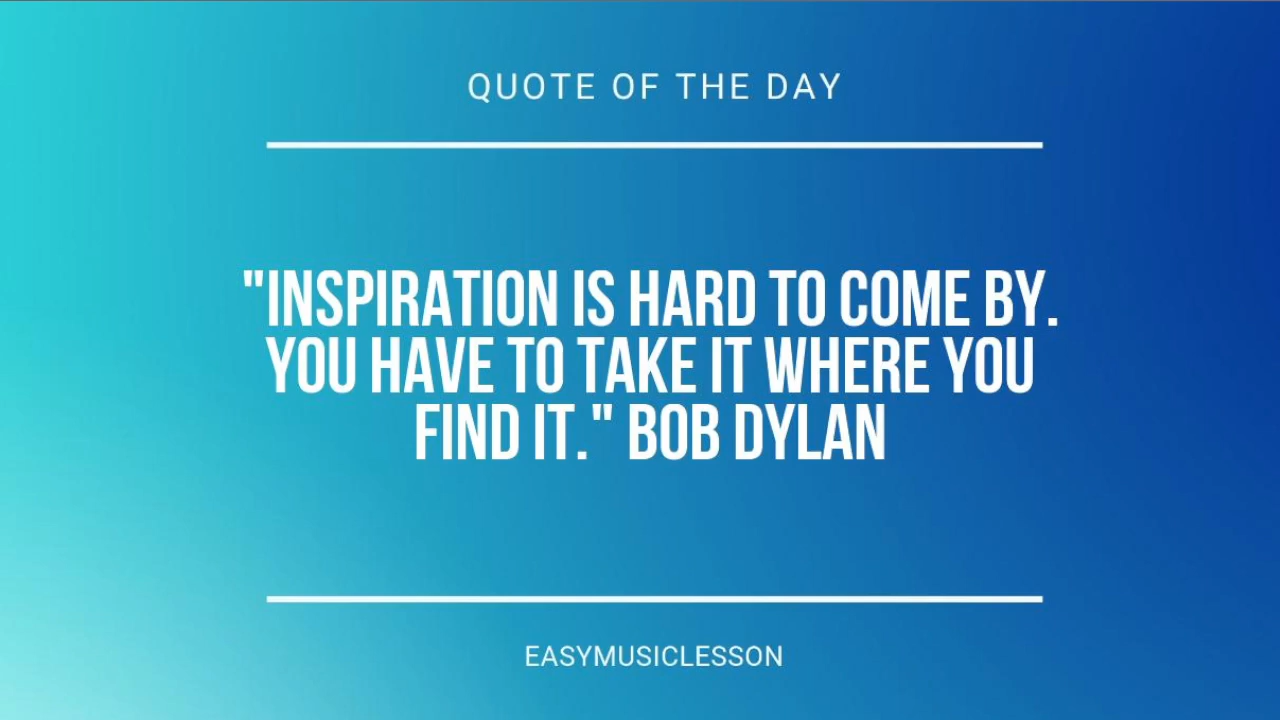 QUOTE OF THE DAY
"INSPIRATION IS HARD TO COME BY.
YOU HAVE TO TAKE IT WHERE YOU
FIND IT." BOB DYLAN
EASYMUSICLESSON